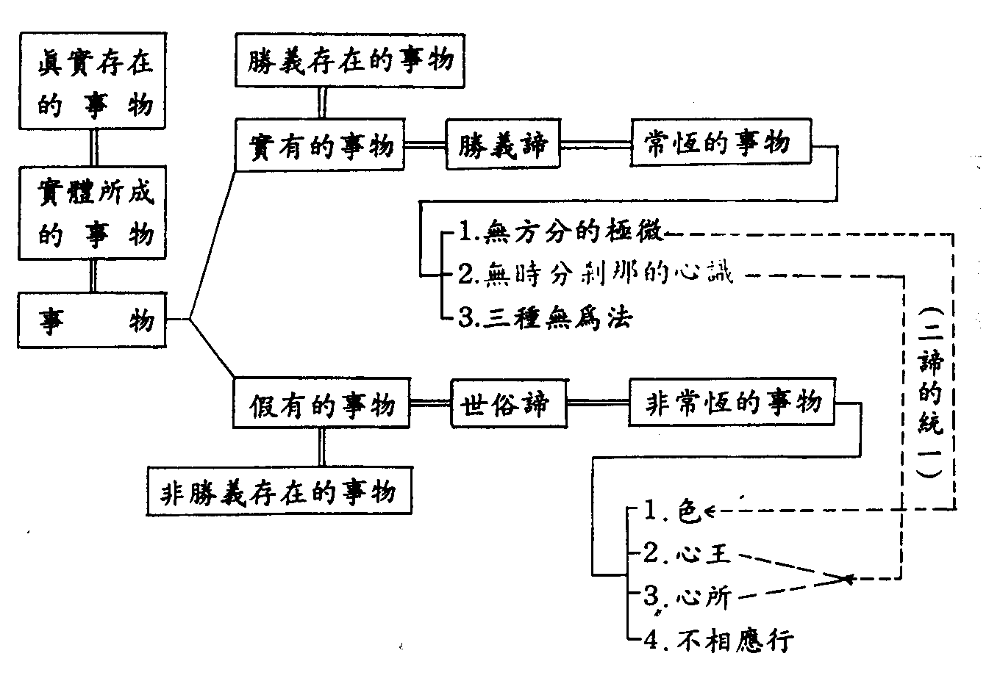 眞實存在
的事物
實體所成
的事物
事物
勝義存在的事物
實有的事物
勝義諦
常恆的事物
1.無方分的極微
2.無時分刹那的心識
3.三種無爲法
假有的事物
世俗諦
非常恆的事物
非勝義存在的事物
1.色
2.心王
3.心所
4.不相應行
（二諦的統一）